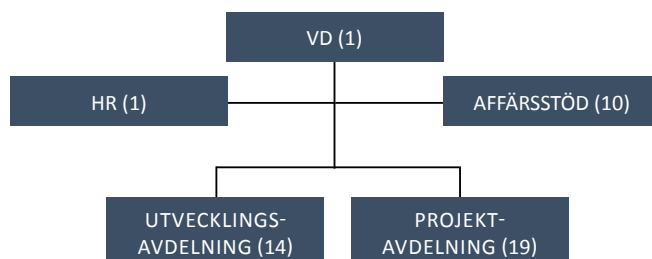 VD (1)
HR (1)
AFFÄRSSTÖD (10)
UTVECKLINGS-
AVDELNING (14)
PROJEKT-
AVDELNING (19)